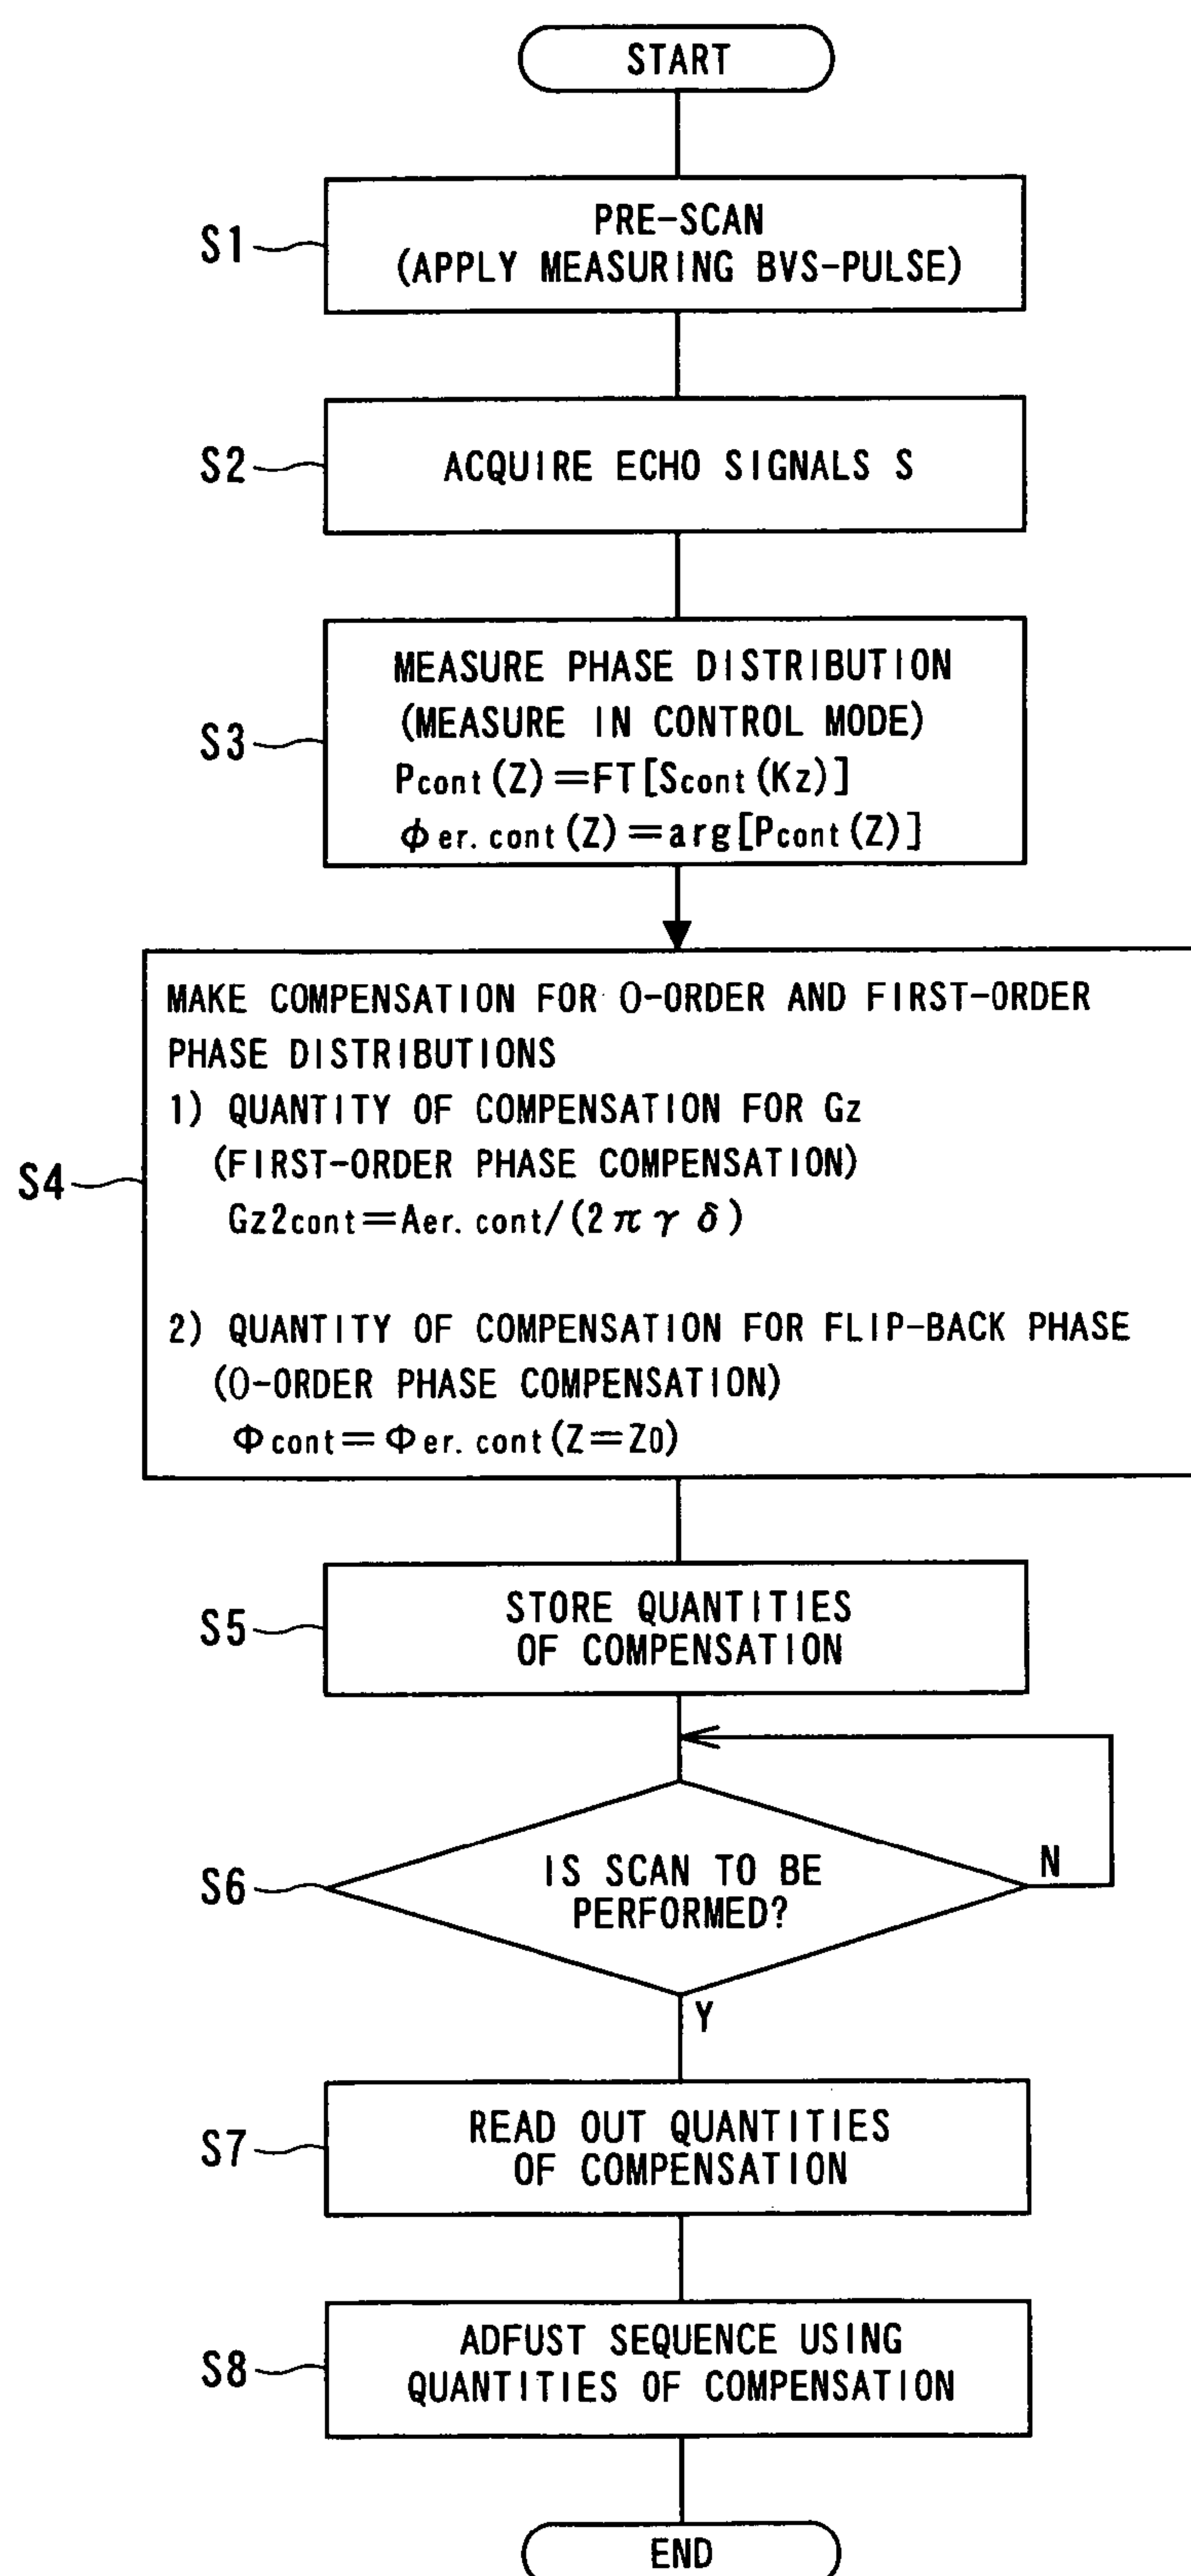 START
S1
PRE-SCAN
(APPLY MEASURING BVS-PULSE)
S2
ACQUIRE ECHO SIGNALS S
S3
MEASURE PHASE DISTRIBUTION
(MEASURE IN CONTROL MODE)
Pcont(Z)=FT[Scont(Kz)]
Φer.cont(Z)=arg[Pcont(Z)]
S4
MAKE COMPENSATION FOR 0-ORDER AND FIRST-ORDER
PHASE DISTRIBUTIONS
1) QUANTITY OF COMPENSATION FOR Gz
(FIRST-ORDER PHASE COMPENSATION)
Gz2cont=Aer.cont/(2πγδ)
2) QUANTITY OF COMPENSATION FOR FLIP-BACK PHASE
(0-ORDER PHASE COMPENSATION)
Φcont=Φer.cont(Z=Z0)
S5
STORE QUANTITIES
OF COMPENSATION
S6
IS SCAN TO BE
PERFORMED?
N
Y
S7
READ OUT QUANTITIES
OF COMPENSATION
S8
ADFUST SEQUENCE USING
QUANTITIES OF COMPENSATION
END